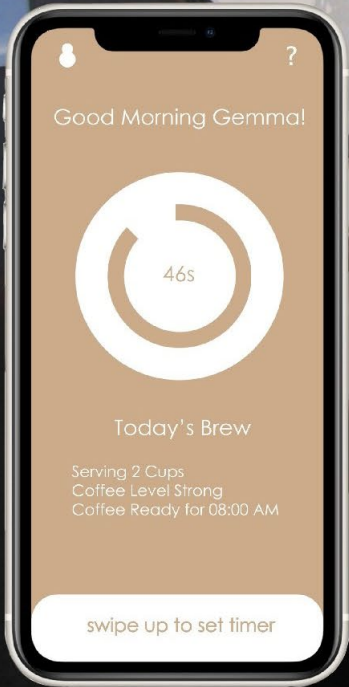 ?
Good Morning Gemma!
46s
Today's Brew
Serving 2 Cups
Coffee Level Strong
Coffee Ready for 08:00 AM
swipe up to set timer